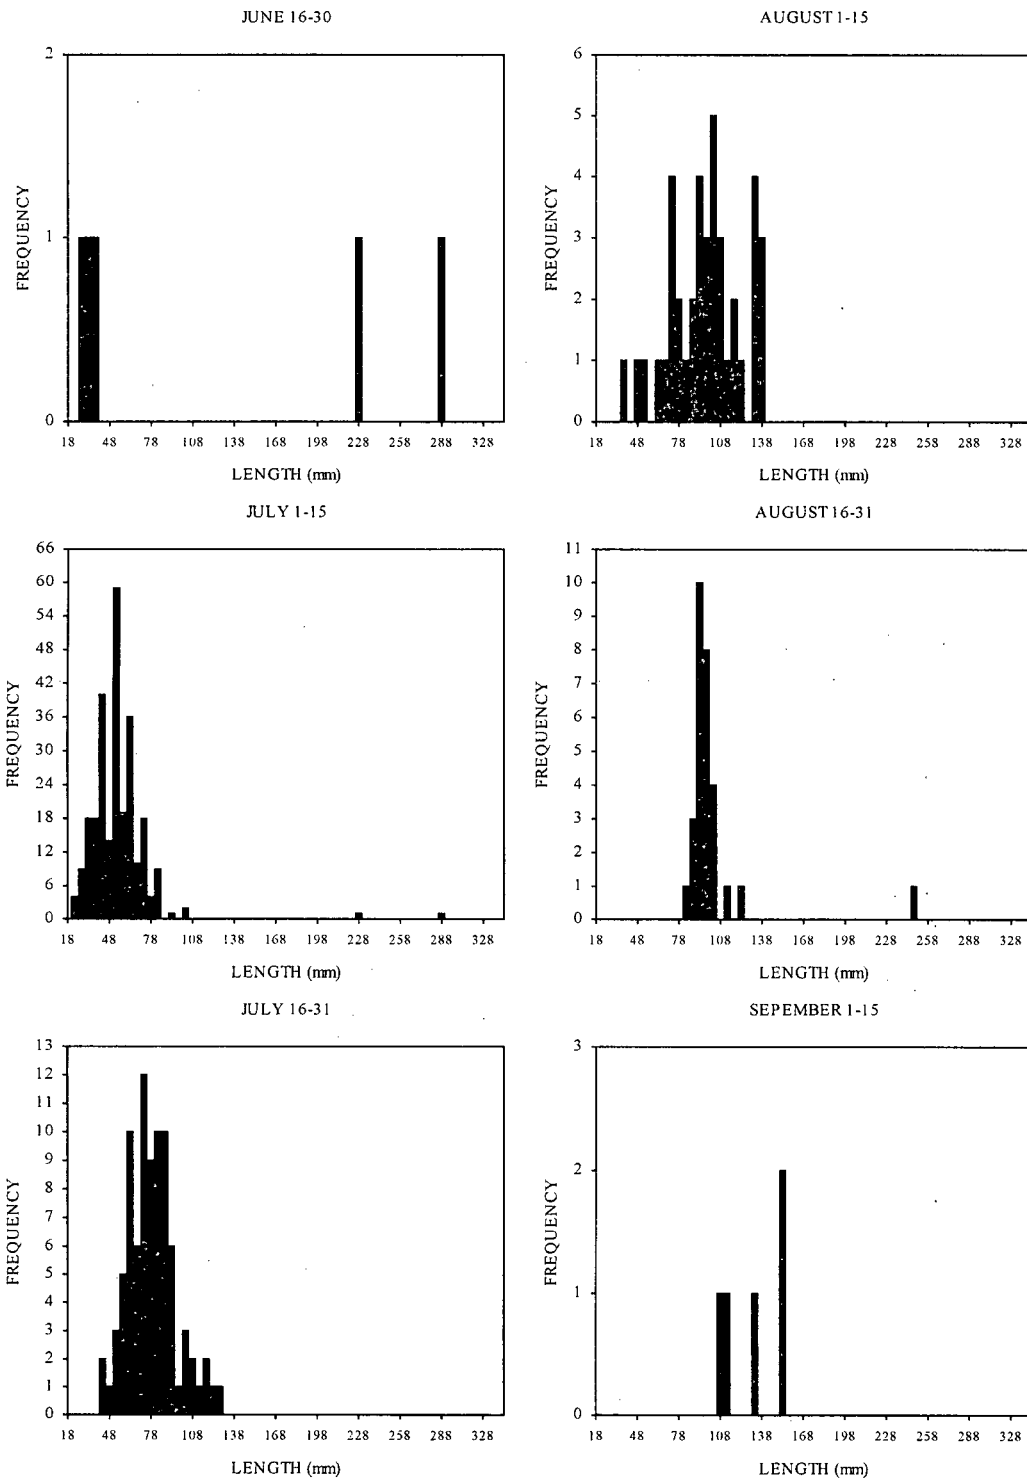 JUNE 16-30
2
1
0
FREQUENCY
18 48 78 108 138 168 198 228 258 288 328
LENGTH (mm)
AUGUST 1-15
6
5
4
3
2
1
0
FREQUENCY
18 48 78 108 138 168 198 228 258 288 328
LENGTH (mm)
JULY 1-15
66
60
54
48
42
36
30
24
18
12
6
0
FREQUENCY
18 48 78 108 138 168 198 228 258 288 328
LENGTH (mm)
AUGUST 16-31
11
10
9
8
7
6
5
4
3
2
1
0
FREQUENCY
18 48 78 108 138 168 198 228 258 288 328
LENGTH (mm)
JULY 16-31
13
12
11
10
9
8
7
6
5
4
3
2
1
0
FREQUENCY
18 48 78 108 138 168 198 228 258 288 328
LENGTH (mm)
SEPEMBER 1-15
3
2
1
0
FREQUENCY
18 48 78 108 138 168 198 228 258 288 328
LENGTH (mm)